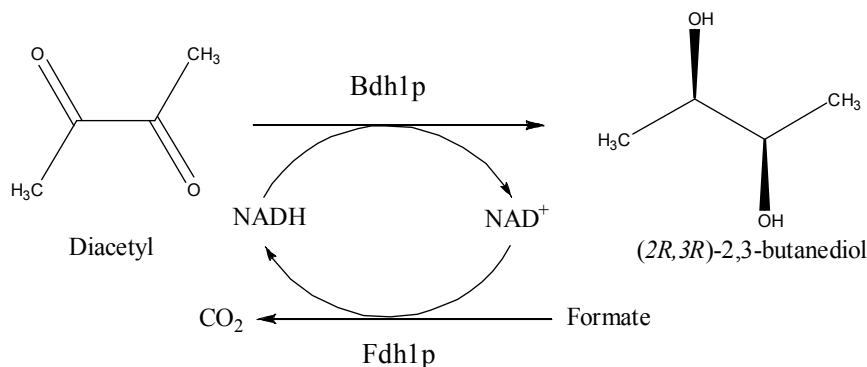 O
CH3
H3C
O
Diacetyl
Bdh1p
NADH
NAD+
CO2
Formate
Fdh1p
OH
CH3
H3C
OH
(2R,3R)-2,3-butanediol